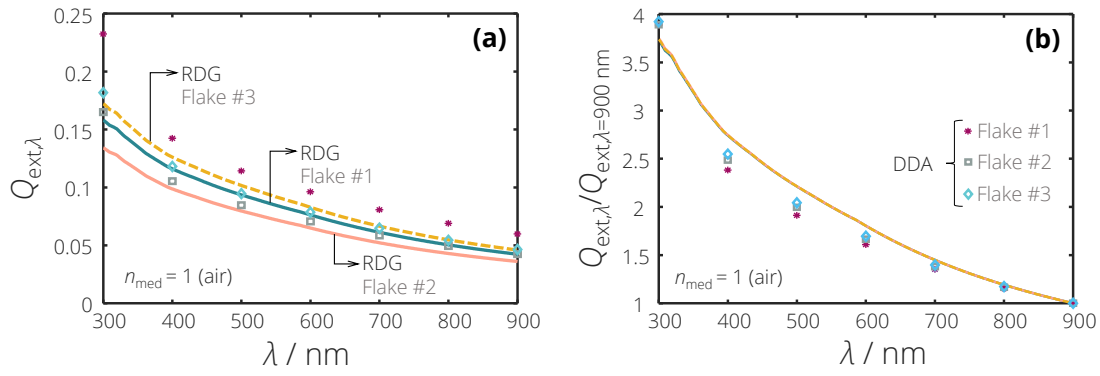 (a)
Q_ext,λ
0.25
0.2
0.15
0.1
0.05
0
RDG
Flake #3
RDG
Flake #1
RDG
Flake #2
n_med = 1 (air)
300 400 500 600 700 800 900
λ / nm
(b)
Q_ext,λ/Q_ext,λ=900 nm
4
3.5
3
2.5
2
1.5
1
DDA
Flake #1
Flake #2
Flake #3
n_med = 1 (air)
300 400 500 600 700 800 900
λ / nm